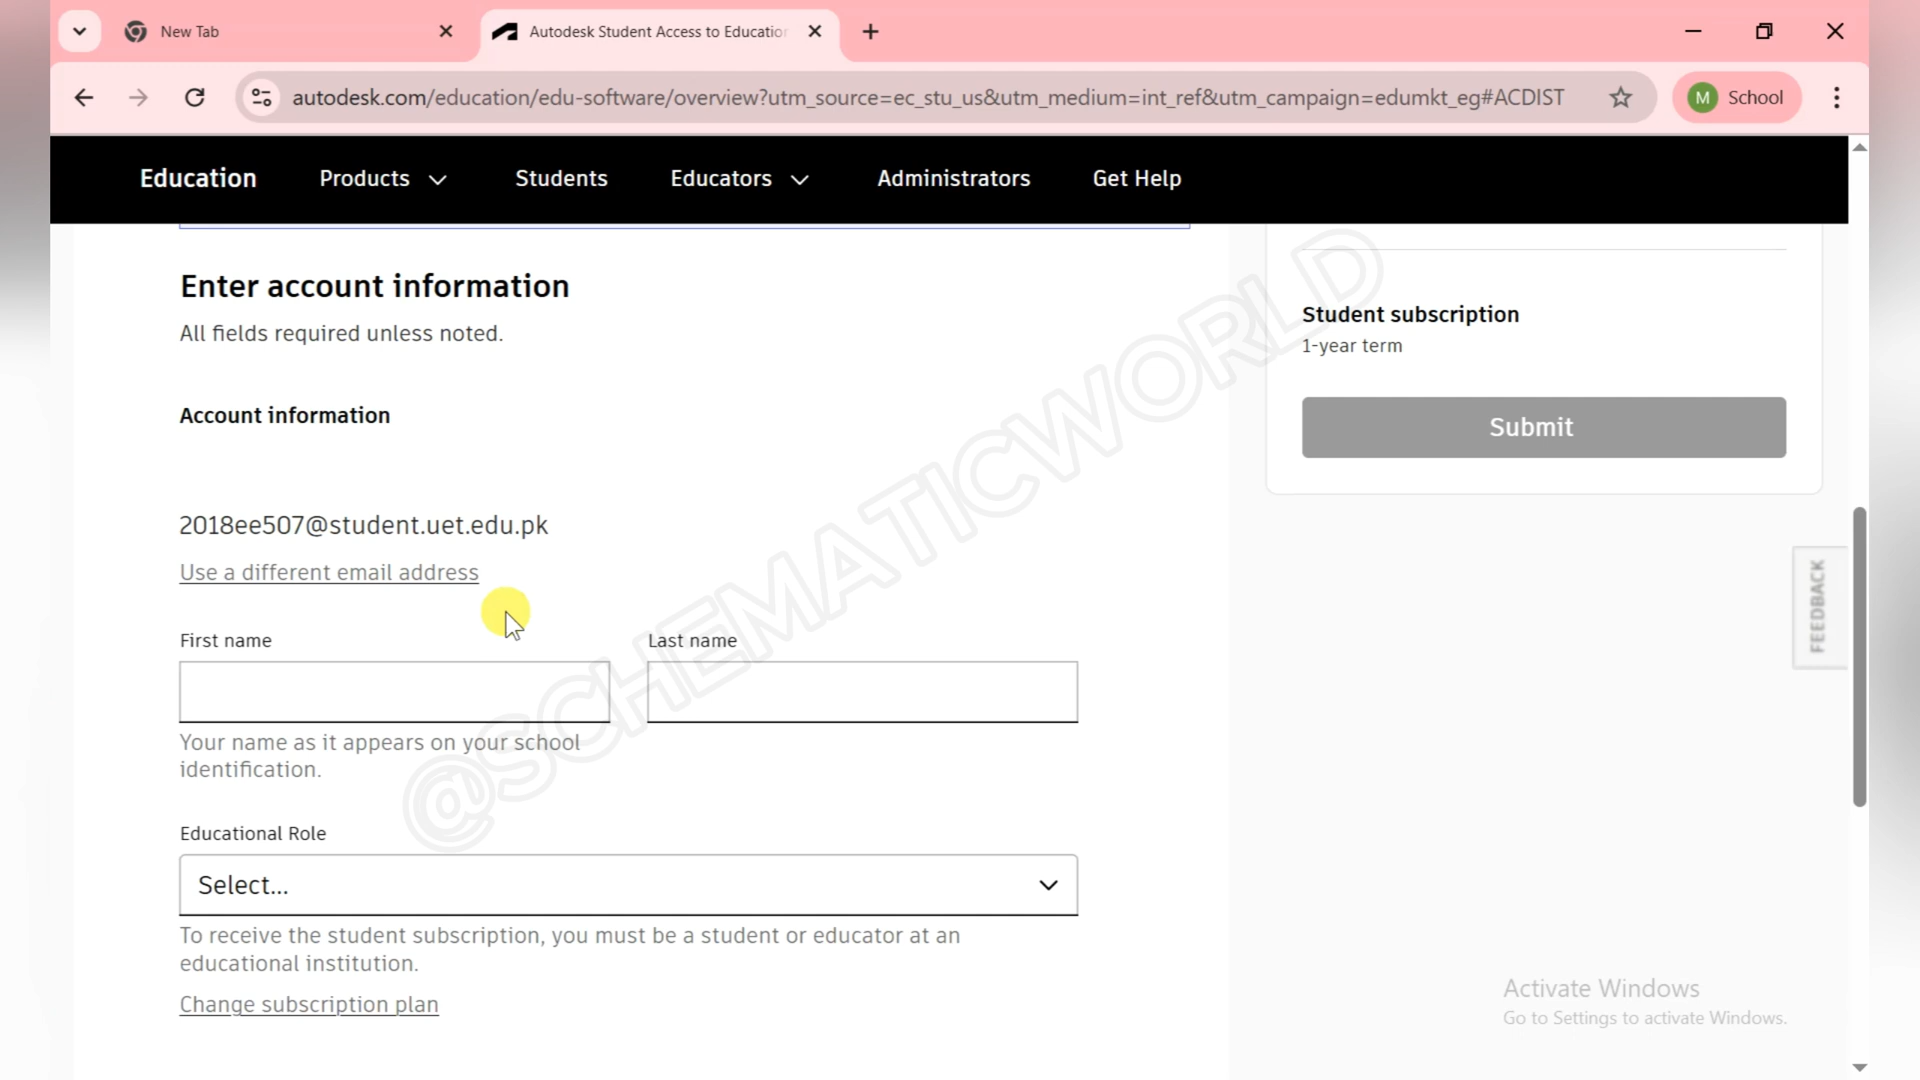 New Tab
Autodesk Student Access to Educatio
autodesk.com/education/edu-software/overview?utm_source=ec_stu_us&utm_medium=int_ref&utm_campaign=edumkt_eg#ACDIST
M School
Education Products Students Educators Administrators Get Help
Enter account information
All fields required unless noted.
Account information
2018ee507@student.uet.edu.pk
Use a different email address
First name
Last name
Your name as it appears on your school
identification.
Educational Role
Select...
To receive the student subscription, you must be a student or educator at an
educational institution.
Change subscription plan
Student subscription
1-year term
Submit
FEEDBACK
@SCHEMATICWORLD
Activate Windows
Go to Settings to activate Windows.